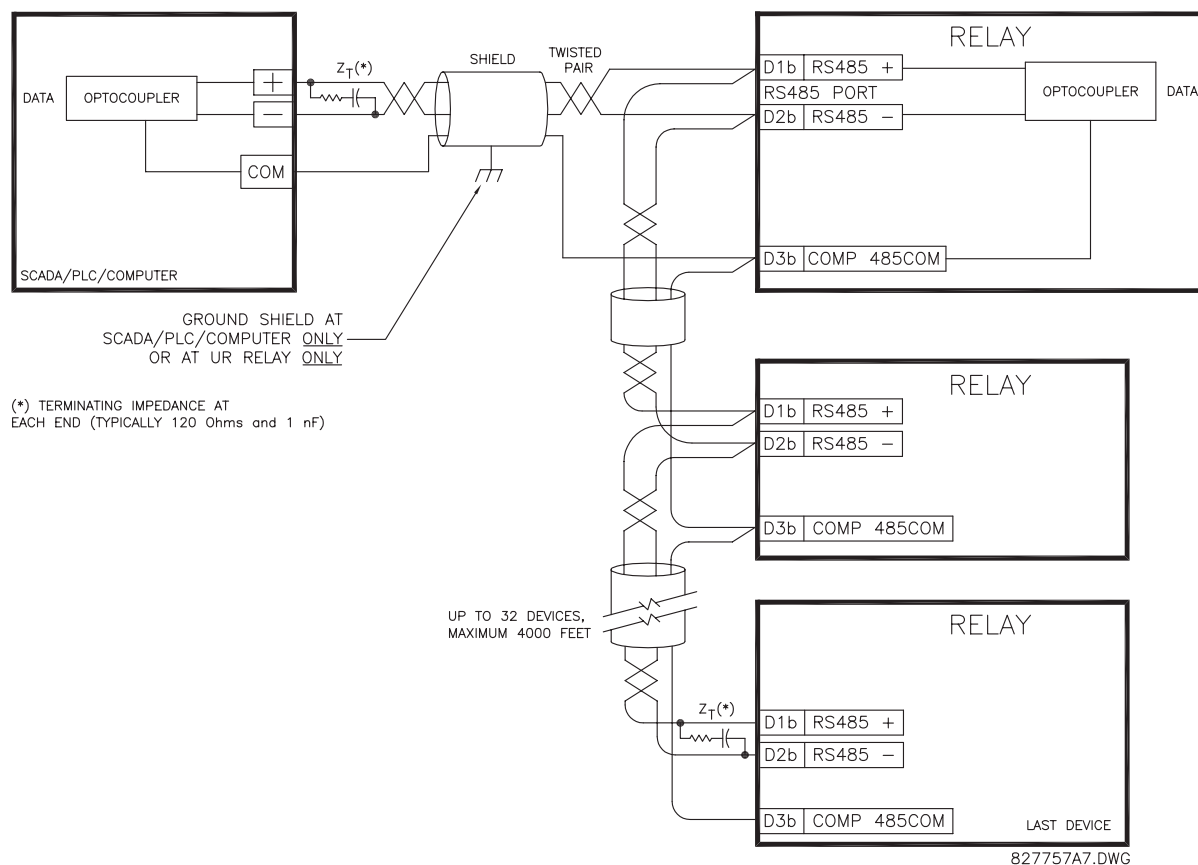 DATA
OPTOCOUPLER
+
−
COM
SCADA/PLC/COMPUTER
ZT(*)
SHIELD
TWISTED
PAIR
RELAY
D1b RS485 +
RS485 PORT
D2b RS485 −
D3b COMP 485COM
OPTOCOUPLER
DATA
GROUND SHIELD AT
SCADA/PLC/COMPUTER ONLY
OR AT UR RELAY ONLY
(*) TERMINATING IMPEDANCE AT
EACH END (TYPICALLY 120 Ohms and 1 nF)
RELAY
D1b RS485 +
D2b RS485 −
D3b COMP 485COM
UP TO 32 DEVICES,
MAXIMUM 4000 FEET
ZT(*)
RELAY
D1b RS485 +
D2b RS485 −
D3b COMP 485COM
LAST DEVICE
827757A7.DWG